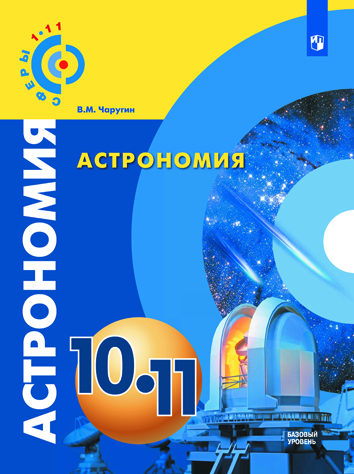 СФЕРЫ 1-11
В.М. Чаругин
АСТРОНОМИЯ
АСТРОНОМИЯ
10•11
БАЗОВЫЙ
УРОВЕНЬ